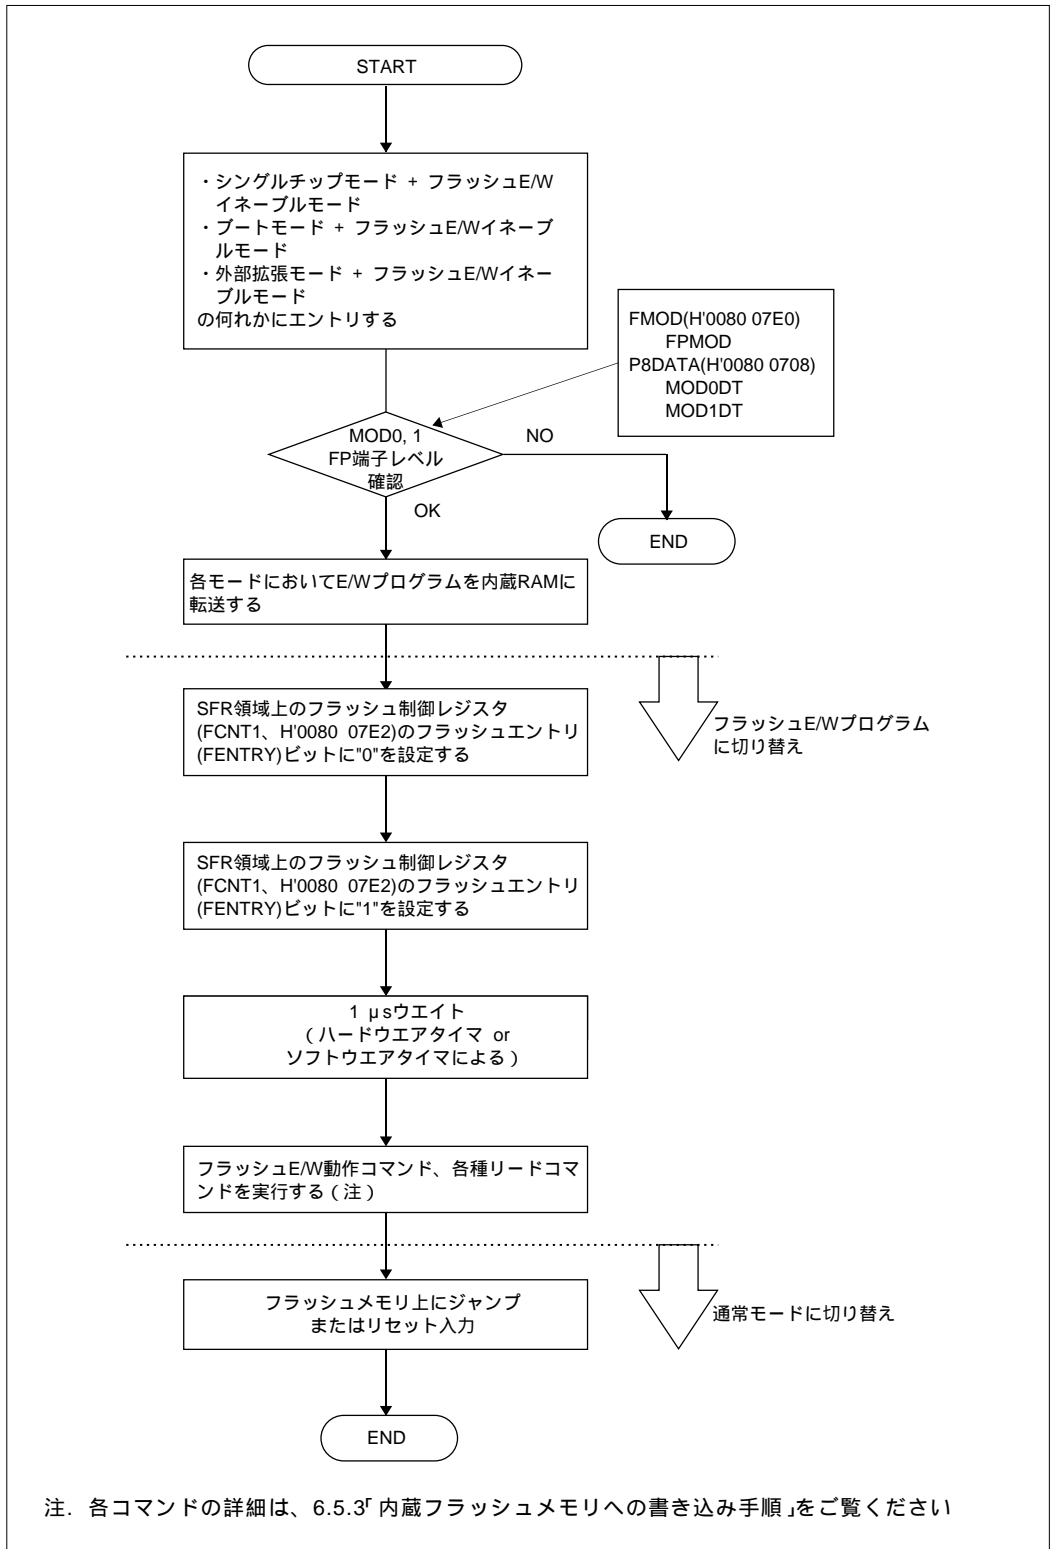 START
・シングルチップモード + フラッシュE/W
イネーブルモード
・ブートモード + フラッシュE/Wイネーブ
ルモード
・外部拡張モード + フラッシュE/Wイネー
ブルモード
の何れかにエントリする
FMOD(H'0080 07E0)
FPMOD
P8DATA(H'0080 0708)
MOD0DT
MOD1DT
MOD0, 1
FP端子レベル
確認
NO
OK
END
各モードにおいてE/Wプログラムを内蔵RAMに
転送する
SFR領域上のフラッシュ制御レジスタ
(FCNT1、H'0080 07E2)のフラッシュエントリ
(FENTRY)ビットに"0"を設定する
フラッシュE/Wプログラム
に切り替え
SFR領域上のフラッシュ制御レジスタ
(FCNT1、H'0080 07E2)のフラッシュエントリ
(FENTRY)ビットに"1"を設定する
1 μsウエイト
(ハードウエアタイマ or
ソフトウエアタイマによる)
フラッシュE/W動作コマンド、各種リードコマ
ンドを実行する(注)
フラッシュメモリ上にジャンプ
またはリセット入力
通常モードに切り替え
END
注. 各コマンドの詳細は、6.5.3「内蔵フラッシュメモリへの書き込み手順」をご覧ください